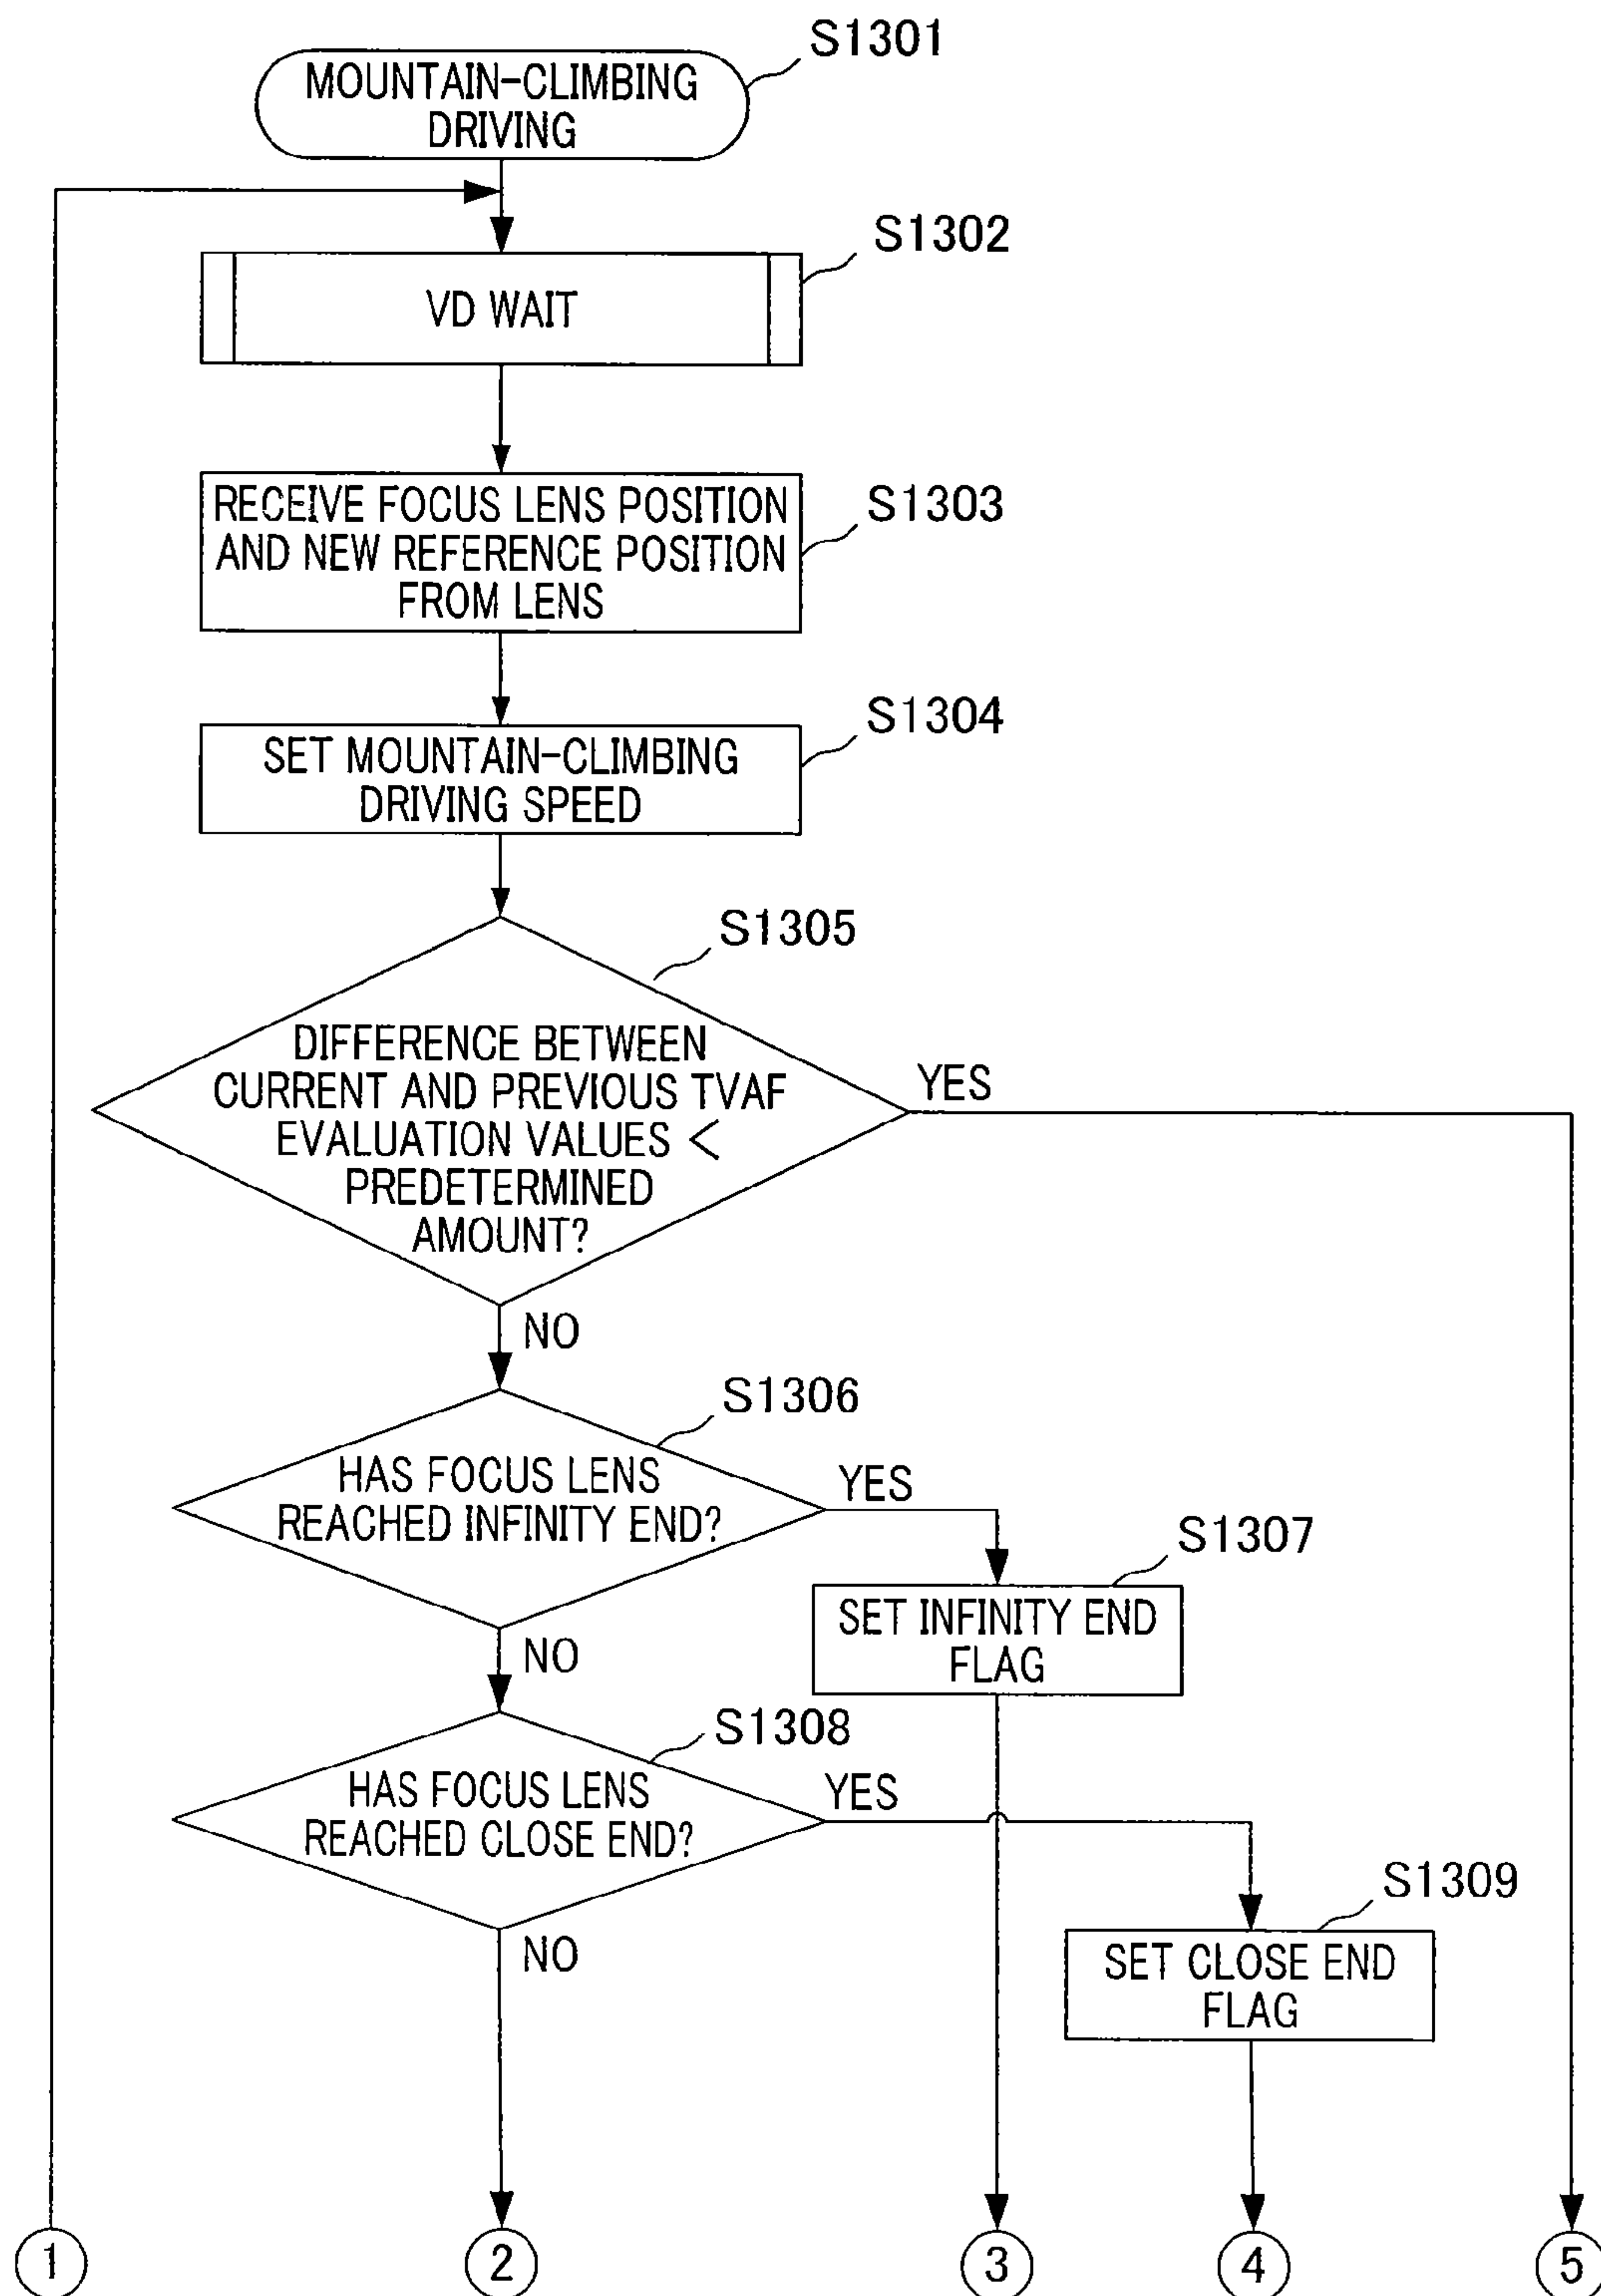 S1301
MOUNTAIN-CLIMBING
DRIVING
S1302
VD WAIT
S1303
RECEIVE FOCUS LENS POSITION
AND NEW REFERENCE POSITION
FROM LENS
S1304
SET MOUNTAIN-CLIMBING
DRIVING SPEED
S1305
DIFFERENCE BETWEEN
CURRENT AND PREVIOUS TVAF
EVALUATION VALUES <
PREDETERMINED
AMOUNT?
YES
NO
S1306
HAS FOCUS LENS
REACHED INFINITY END?
YES
NO
S1307
SET INFINITY END
FLAG
S1308
HAS FOCUS LENS
REACHED CLOSE END?
YES
NO
S1309
SET CLOSE END
FLAG
1
2
3
4
5